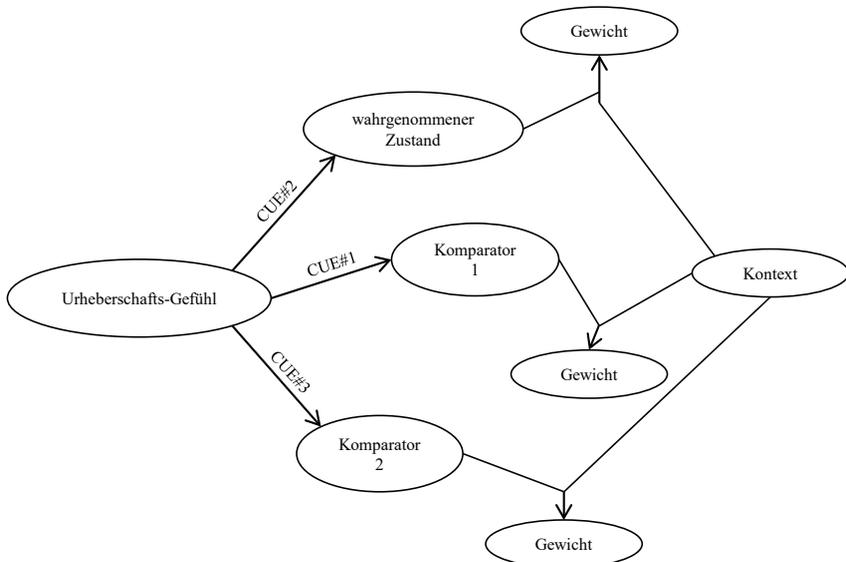 Gewicht
wahrgenommener
Zustand
CUE#2
Komparator
1
CUE#1
Kontext
Urheberschafts-Gefühl
Gewicht
CUE#3
Komparator
2
Gewicht